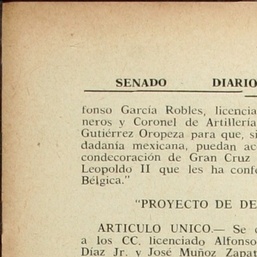 SENADO DIARIO
fonso García Robles, licencia
neros y Coronel de Artillería
Gutiérrez Oropeza para que, si
dadanía mexicana, puedan ac
condecoración de Gran Cruz
Leopoldo II que les ha confe
Bélgica."
"PROYECTO DE DE
ARTICULO UNICO.— Se c
a los CC. licenciado Alfonso
Díaz Jr. y José Muñoz Zapat